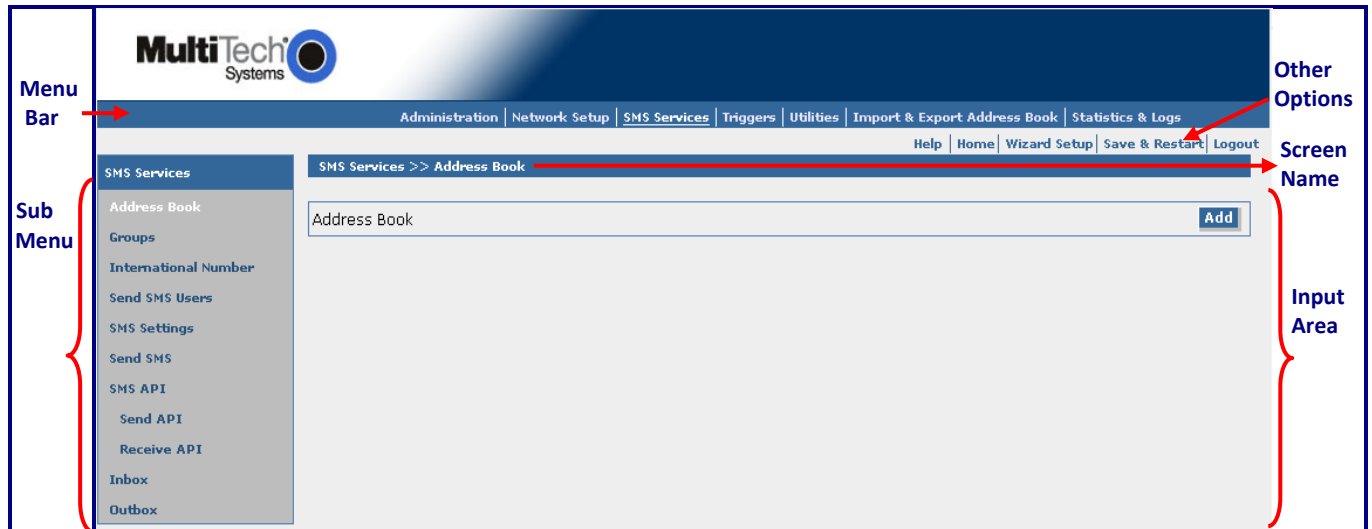 MultiTech
Systems
Menu
Bar
Other
Options
Administration | Network Setup | SMS Services | Triggers | Utilities | Import & Export Address Book | Statistics & Logs
Help | Home | Wizard Setup | Save & Restart | Logout
Screen
Name
SMS Services
SMS Services >> Address Book
Sub
Menu
Address Book
Groups
International Number
Send SMS Users
SMS Settings
Send SMS
SMS API
Send API
Receive API
Inbox
Outbox
Address Book
Add
Input
Area